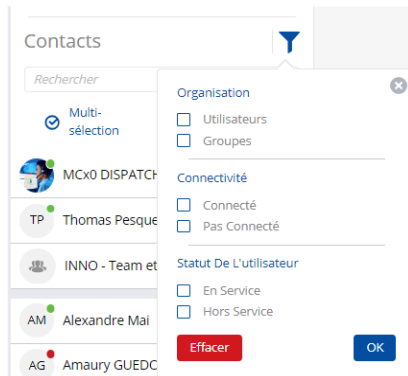 Contacts
Rechercher
Multi-
sélection
MCx0 DISPATCH
TP Thomas Pesque
INNO - Team et
AM Alexandre Mai
AG Amaury GUEDO
Organisation
Utilisateurs
Groupes
Connectivité
Connecté
Pas Connecté
Statut De L'utilisateur
En Service
Hors Service
Effacer
OK